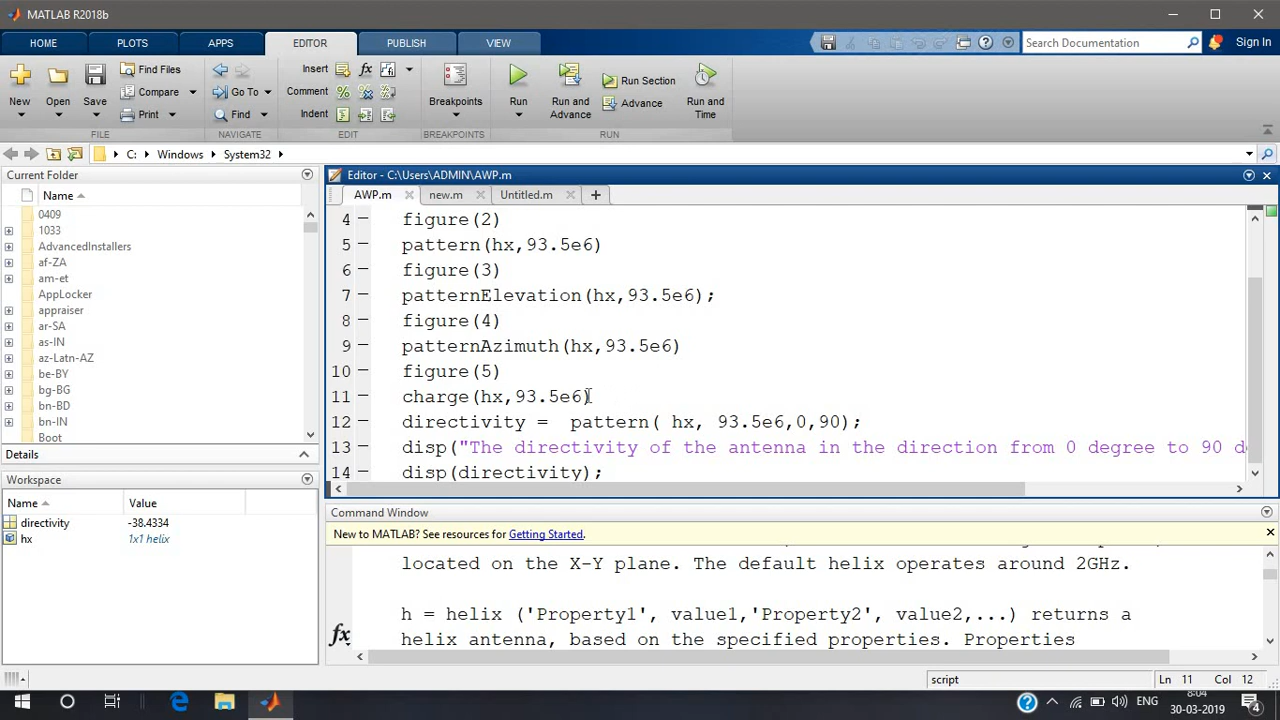 MATLAB R2018b
HOME
PLOTS
APPS
EDITOR
PUBLISH
VIEW
Search Documentation
Sign In
New
Open
Save
Find Files
Compare
Print
FILE
Go To
Find
NAVIGATE
Insert
Comment
Indent
fx
EDIT
Breakpoints
BREAKPOINTS
Run
Run and
Advance
Run Section
Advance
Run and
Time
RUN
C: Windows System32
Current Folder
Name
0409
1033
AdvancedInstallers
af-ZA
am-et
AppLocker
appraiser
ar-SA
as-IN
az-Latn-AZ
be-BY
bg-BG
bn-BD
bn-IN
Boot
Details
Workspace
Name Value
directivity -38.4334
hx 1x1 helix
Editor - C:\Users\ADMIN\AWP.m
AWP.m
new.m
Untitled.m
4 figure(2)
5 pattern(hx,93.5e6)
6 figure(3)
7 patternElevation(hx,93.5e6);
8 figure(4)
9 patternAzimuth(hx,93.5e6)
10 figure(5)
11 charge(hx,93.5e6)
12 directivity =  pattern( hx, 93.5e6,0,90);
13 disp("The directivity of the antenna in the direction from 0 degree to 90 d
14 disp(directivity);
Command Window
New to MATLAB? See resources for Getting Started.
located on the X-Y plane. The default helix operates around 2GHz.
h = helix ('Property1', value1,'Property2', value2,...) returns a
helix antenna, based on the specified properties. Properties
fx
script
Ln 11 Col 12
ENG
8:04
30-03-2019
4